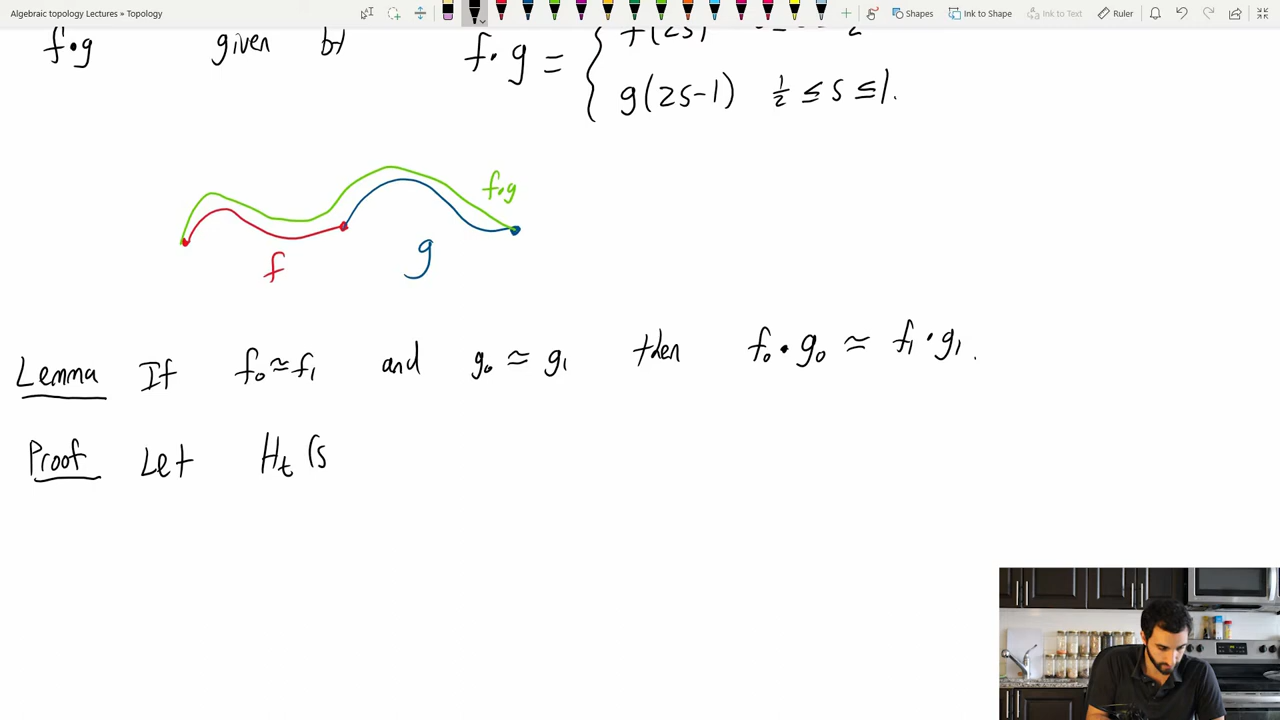 Algebraic topology Lectures – Topology
Shapes Ink to Shape Ink to Text Ruler
f·g given by f·g = {
g(2s-1) ½ ≤ s ≤ 1.
f·g
f g
Lemma If f₀ ≈ f₁ and g₀ ≈ g₁ then f₀·g₀ ≈ f₁·g₁.
Proof Let Hₜ(s